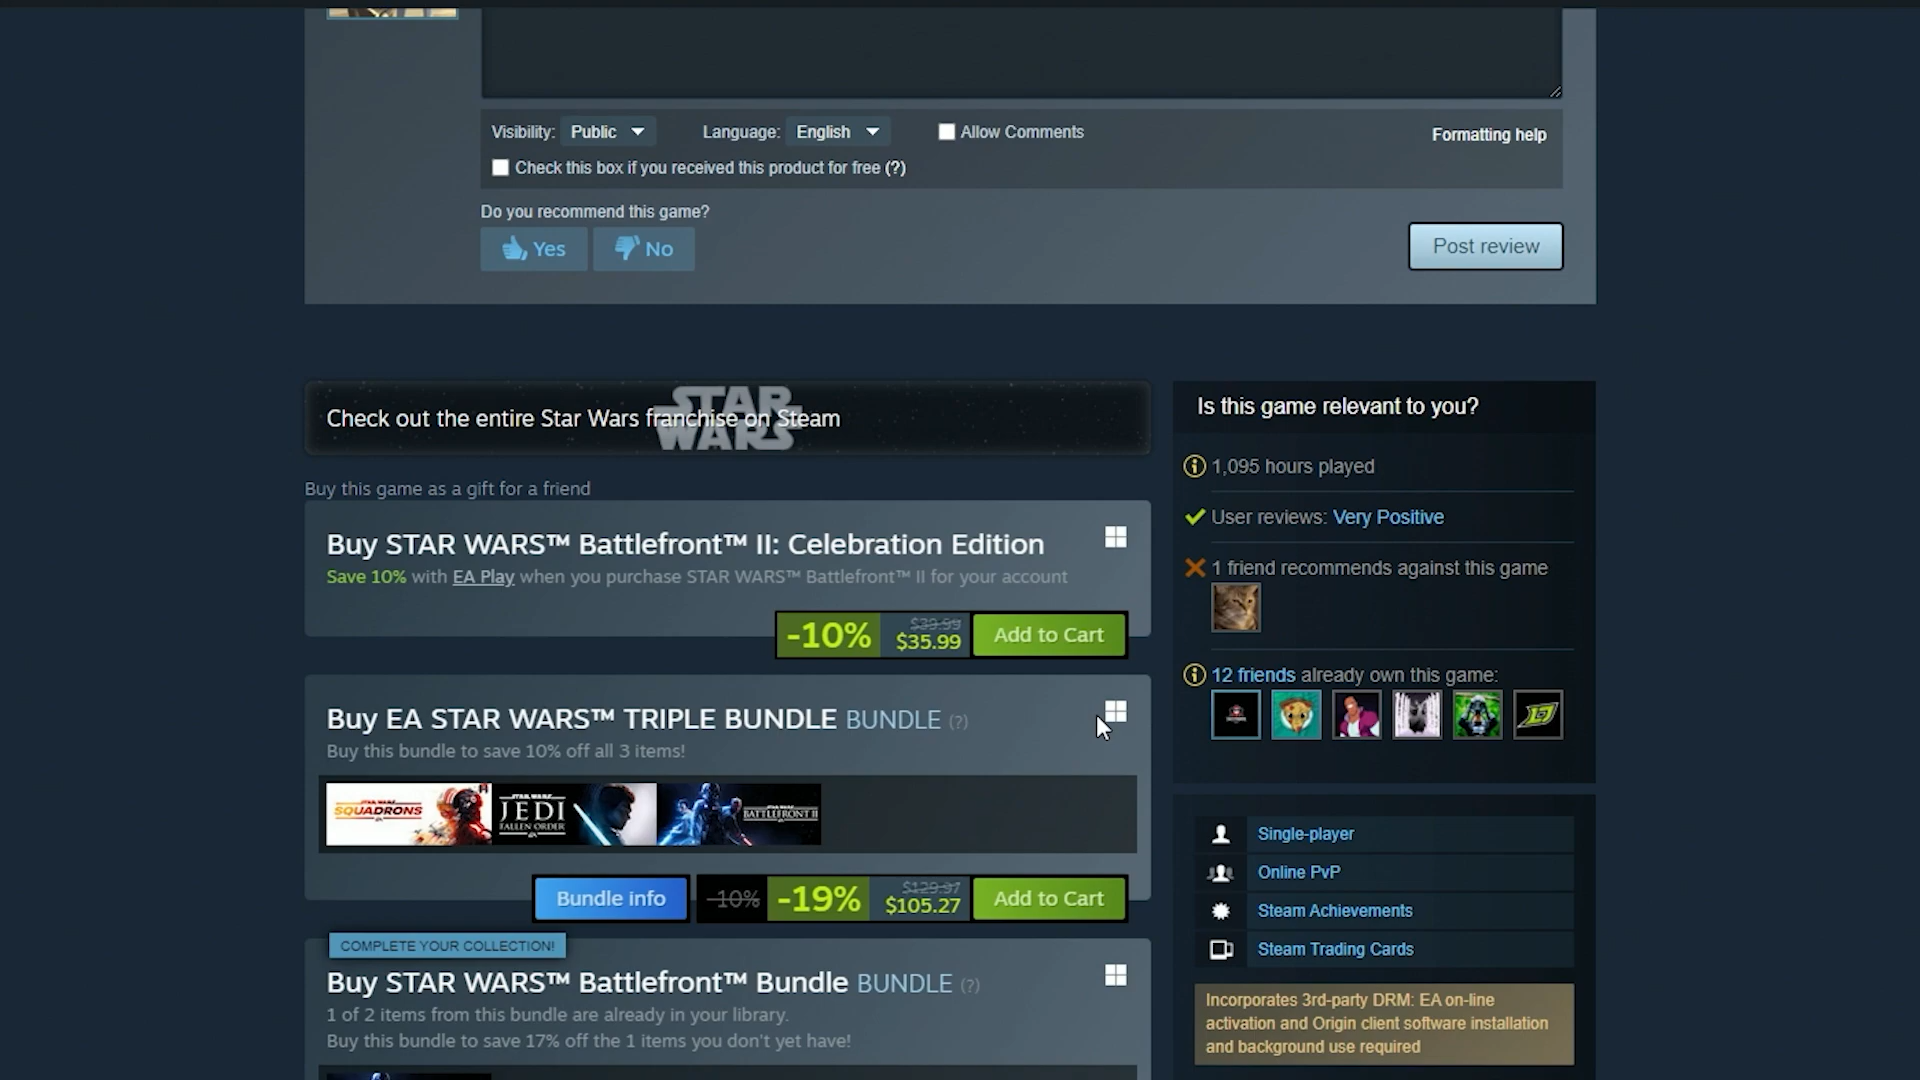 Visibility: Public Language: English Allow Comments Formatting help
Check this box if you received this product for free (?)
Do you recommend this game?
Yes No Post review
STAR WARS
Check out the entire Star Wars franchise on Steam
Buy this game as a gift for a friend
Buy STAR WARS™ Battlefront™ II: Celebration Edition
Save 10% with EA Play when you purchase STAR WARS™ Battlefront™ II for your account
-10% $39.99 $35.99 Add to Cart
Buy EA STAR WARS™ TRIPLE BUNDLE BUNDLE (?)
Buy this bundle to save 10% off all 3 items!
STAR WARS
SQUADRONS
STAR WARS
JEDI
FALLEN ORDER
EA
STAR WARS
BATTLEFRONT II
Bundle info -10% -19% $129.97 $105.27 Add to Cart
COMPLETE YOUR COLLECTION!
Buy STAR WARS™ Battlefront™ Bundle BUNDLE (?)
1 of 2 items from this bundle are already in your library.
Buy this bundle to save 17% off the 1 items you don't yet have!
Is this game relevant to you?
1,095 hours played
User reviews: Very Positive
1 friend recommends against this game
12 friends already own this game:
Single-player
Online PvP
Steam Achievements
Steam Trading Cards
Incorporates 3rd-party DRM: EA on-line
activation and Origin client software installation
and background use required